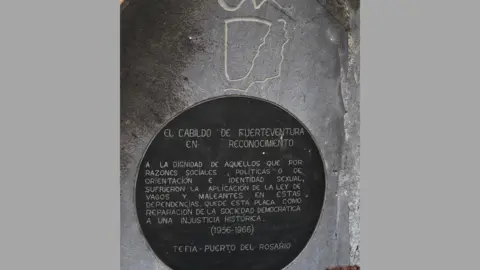 EL CABILDO DE FUERTEVENTURA
EN RECONOCIMIENTO
A LA DIGNIDAD DE AQUELLOS QUE POR
RAZONES SOCIALES , POLÍTICAS O DE
ORIENTACIÓN E IDENTIDAD SEXUAL,
SUFRIERON LA APLICACIÓN DE LA LEY DE
VAGOS Y MALEANTES EN ESTAS
DEPENDENCIAS. QUEDE ESTA PLACA COMO
REPARACIÓN DE LA SOCIEDAD DEMOCRÁTICA
A UNA INJUSTICIA HISTÓRICA.
(1956-1966)
TEFIA-PUERTO DEL ROSARIO